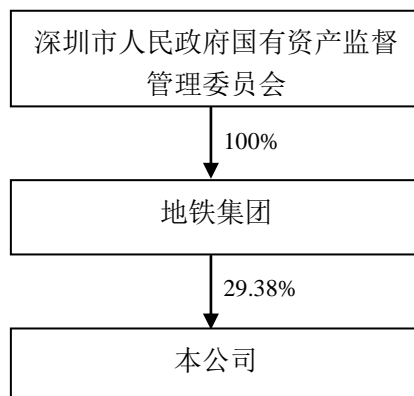 深圳市人民政府国有资产监督
管理委员会
100%
地铁集团
29.38%
本公司